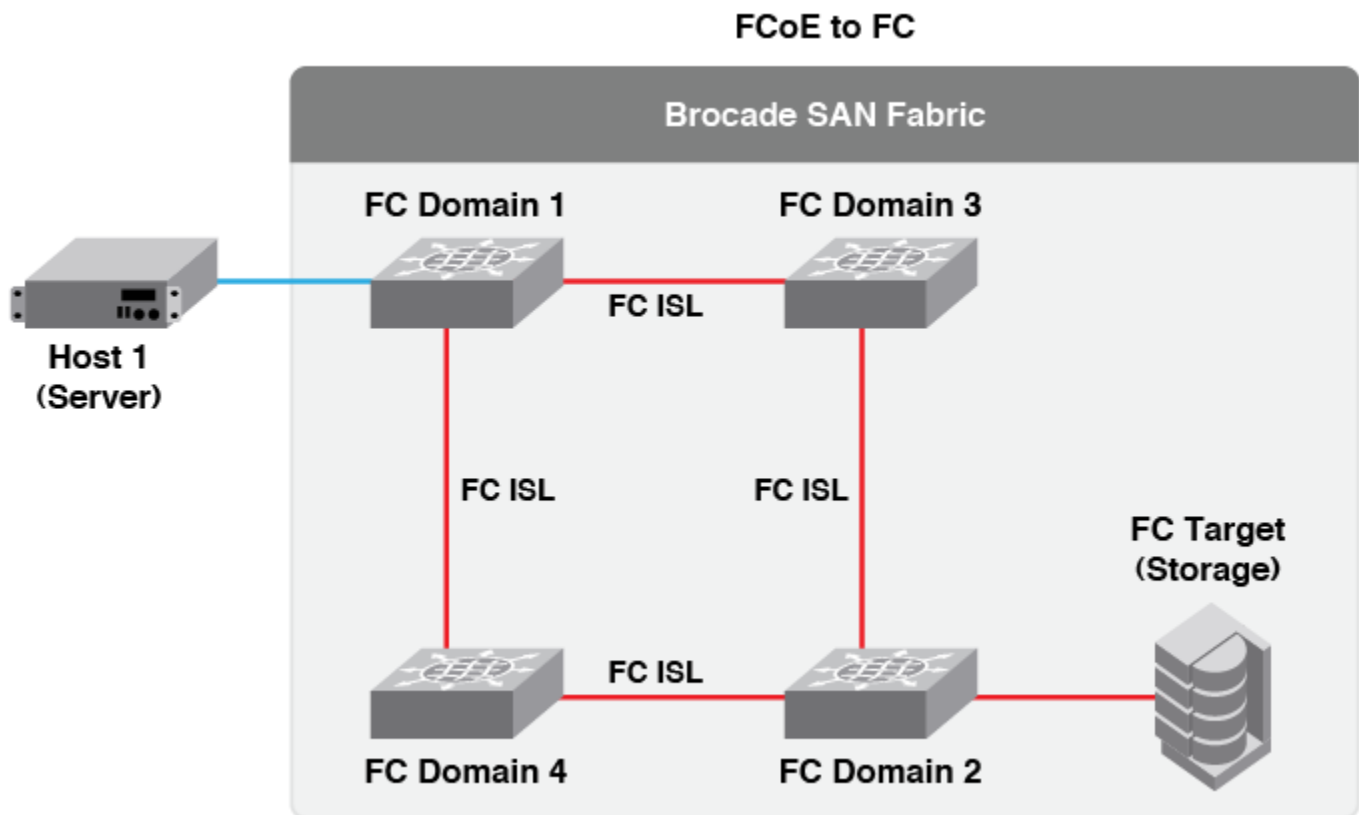 FCoE to FC
Brocade SAN Fabric
FC Domain 1
FC Domain 3
FC ISL
Host 1
(Server)
FC ISL
FC ISL
FC Target
(Storage)
FC ISL
FC Domain 4
FC Domain 2